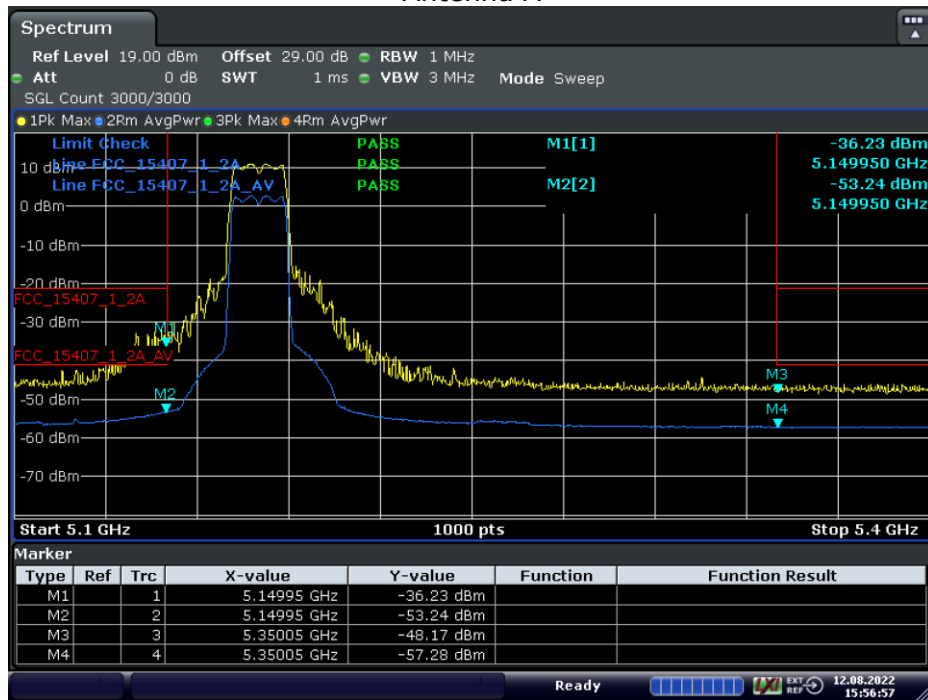 Spectrum
Ref Level 19.00 dBm Offset 29.00 dB RBW 1 MHz
Att 0 dB SWT 1 ms VBW 3 MHz Mode Sweep
SGL Count 3000/3000
1Pk Max 2Rm AvgPwr 3Pk Max 4Rm AvgPwr
Limit Check PASS M1[1] -36.23 dBm
10 dBm Line FCC_15407_1_2A PASS 5.149950 GHz
Line FCC_15407_1_2A_AV PASS M2[2] -53.24 dBm
0 dBm 5.149950 GHz
-10 dBm
-20 dBm
FCC_15407_1_2A
-30 dBm
M1
FCC_15407_1_2A_AV
M3
-50 dBm M2
M4
-60 dBm
-70 dBm
Start 5.1 GHz 1000 pts Stop 5.4 GHz
Marker
Type Ref Trc X-value Y-value Function Function Result
M1 1 5.14995 GHz -36.23 dBm
M2 2 5.14995 GHz -53.24 dBm
M3 3 5.35005 GHz -48.17 dBm
M4 4 5.35005 GHz -57.28 dBm
Ready LXI EXT REF 12.08.2022
15:56:57